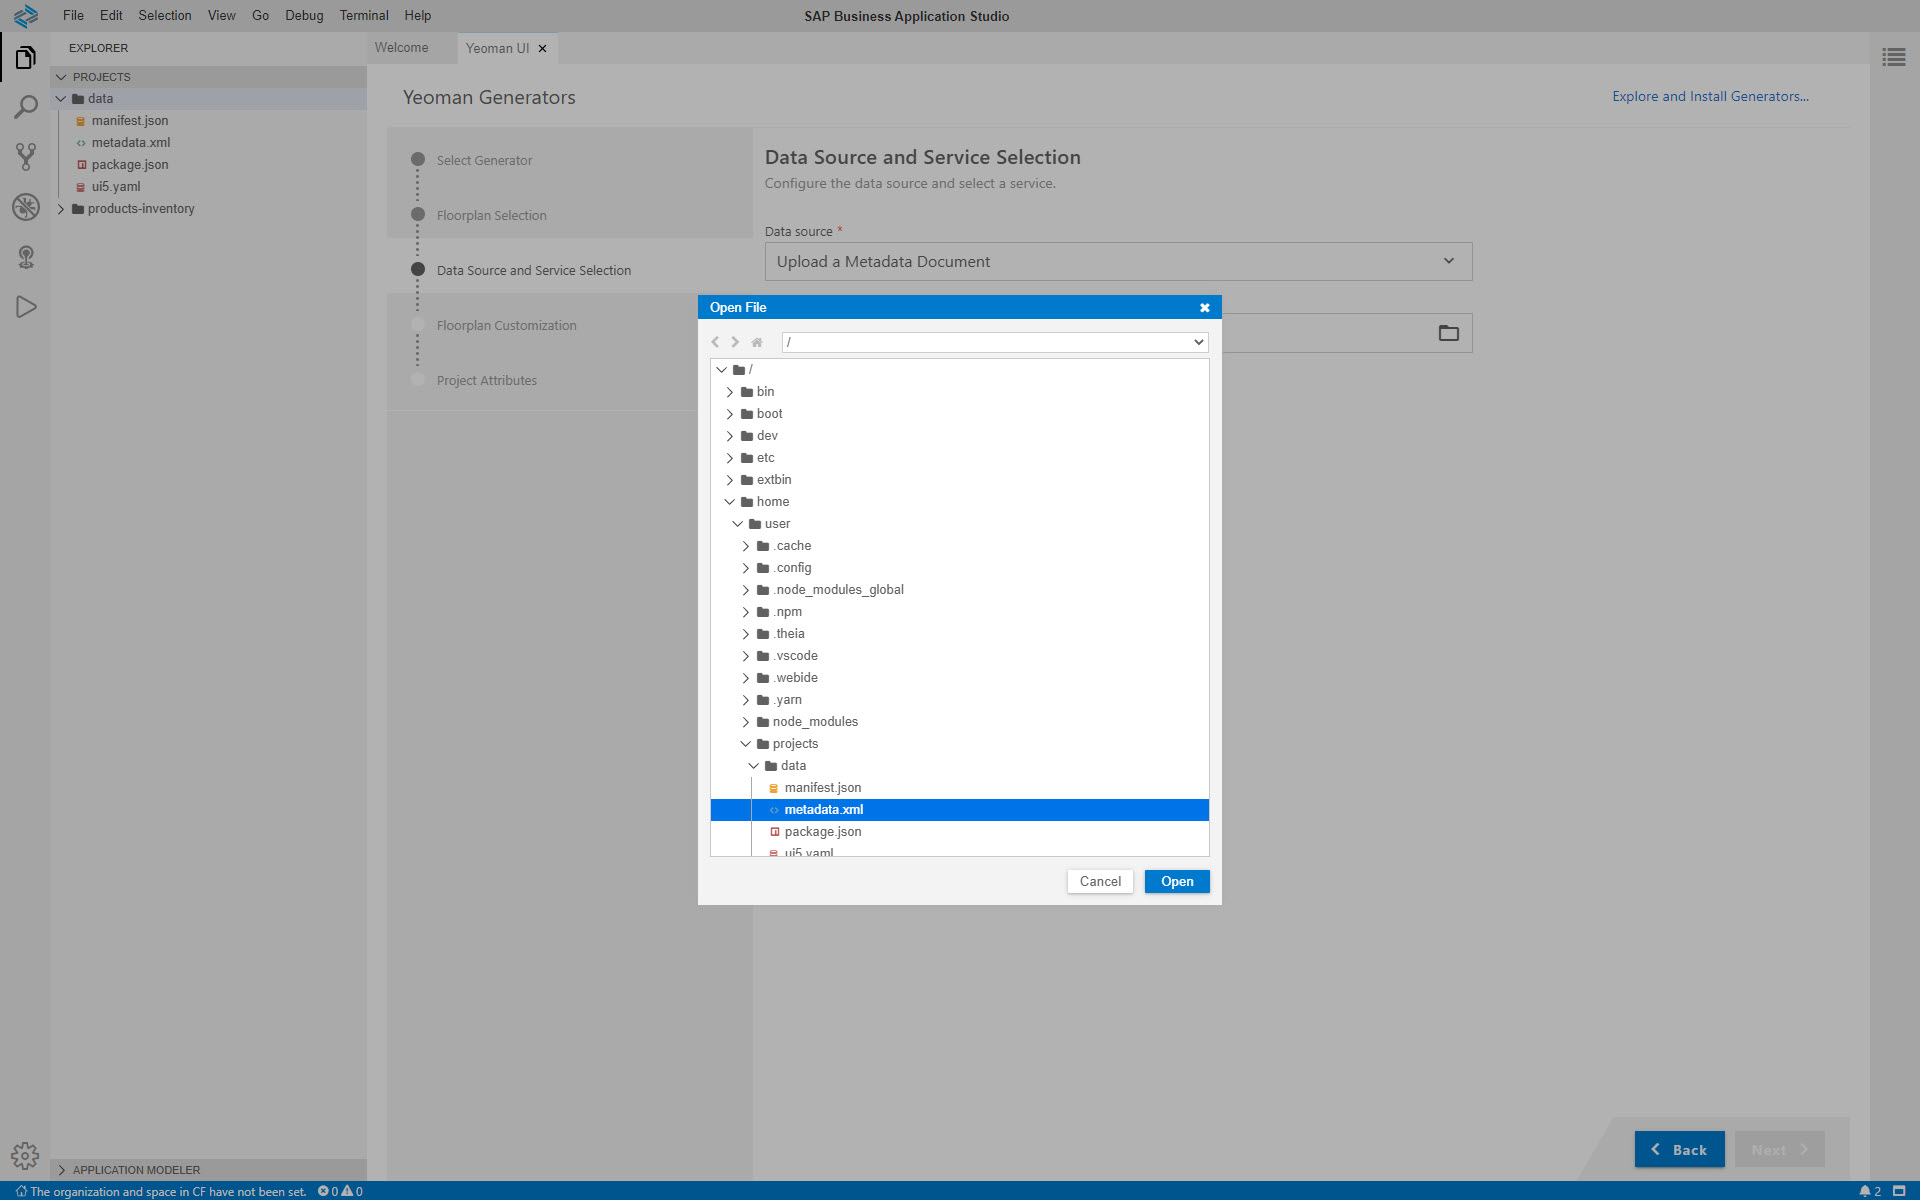 File Edit Selection View Go Debug Terminal Help
SAP Business Application Studio
EXPLORER
PROJECTS
data
manifest.json
metadata.xml
package.json
ui5.yaml
products-inventory
APPLICATION MODELER
Welcome
Yeoman UI
Yeoman Generators
Explore and Install Generators...
Select Generator
Floorplan Selection
Data Source and Service Selection
Floorplan Customization
Project Attributes
Data Source and Service Selection
Configure the data source and select a service.
Data source *
Upload a Metadata Document
Open File
/
/
bin
boot
dev
etc
extbin
home
user
.cache
.config
.node_modules_global
.npm
.theia
.vscode
.webide
.yarn
node_modules
projects
data
manifest.json
metadata.xml
package.json
ui5.yaml
Cancel
Open
Back
Next
The organization and space in CF have not been set. 0 0
2